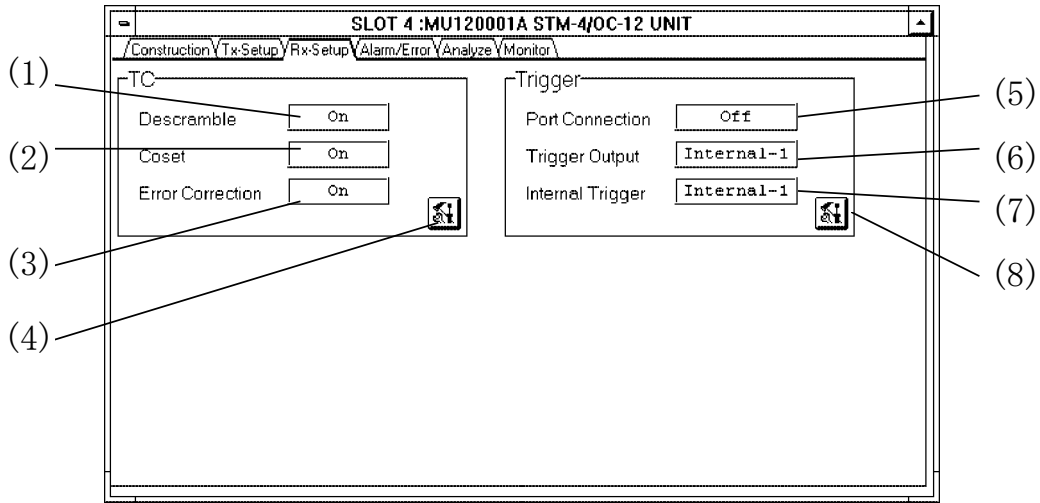 SLOT 4 :MU120001A STM-4/OC-12 UNIT
Construction Tx-Setup Rx-Setup Alarm/Error Analyze Monitor
TC
Descramble On
Coset On
Error Correction On
Trigger
Port Connection Off
Trigger Output Internal-1
Internal Trigger Internal-1
(1)
(2)
(3)
(4)
(5)
(6)
(7)
(8)